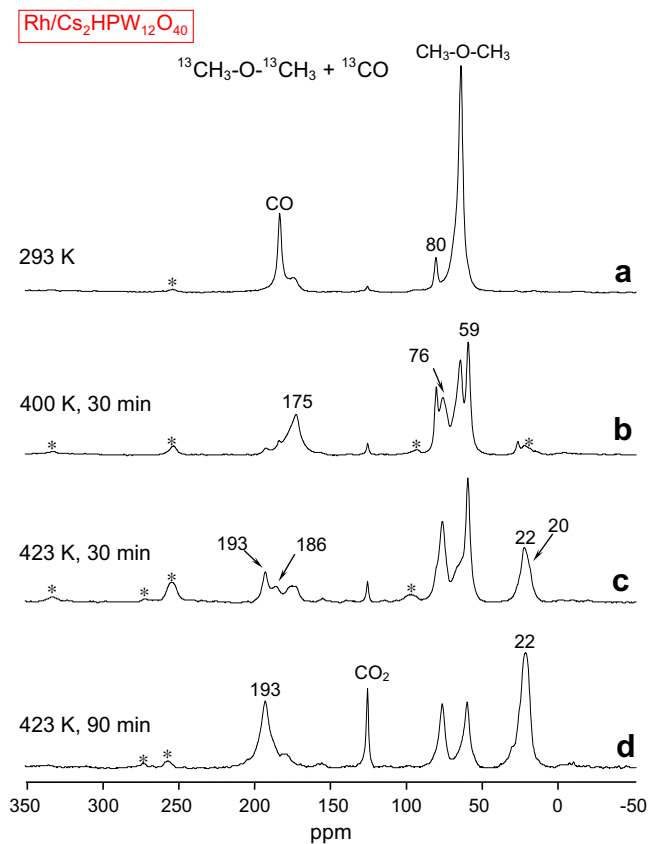 Rh/Cs₂HPW₁₂O₄₀
¹³CH₃-O-¹³CH₃ + ¹³CO
CH₃-O-CH₃
CO
80
293 K
*
a
59
76
175
400 K, 30 min
* * * *
b
193 186
22 20
423 K, 30 min
* * * *
c
22
CO₂
193
423 K, 90 min
* *
d
350 300 250 200 150 100 50 0 -50
ppm